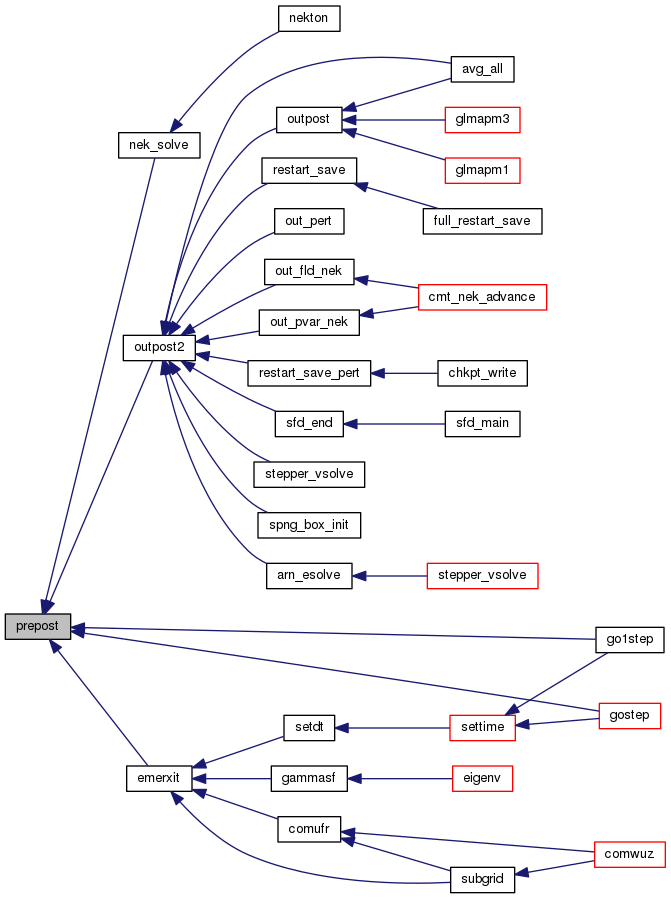 nekton
avg_all
outpost
glmapm3
nek_solve
restart_save
glmapm1
out_pert
full_restart_save
out_fld_nek
cmt_nek_advance
out_pvar_nek
outpost2
restart_save_pert
chkpt_write
sfd_end
sfd_main
stepper_vsolve
spng_box_init
arn_esolve
stepper_vsolve
prepost
go1step
gostep
setdt
settime
emerxit
gammasf
eigenv
comufr
comwuz
subgrid